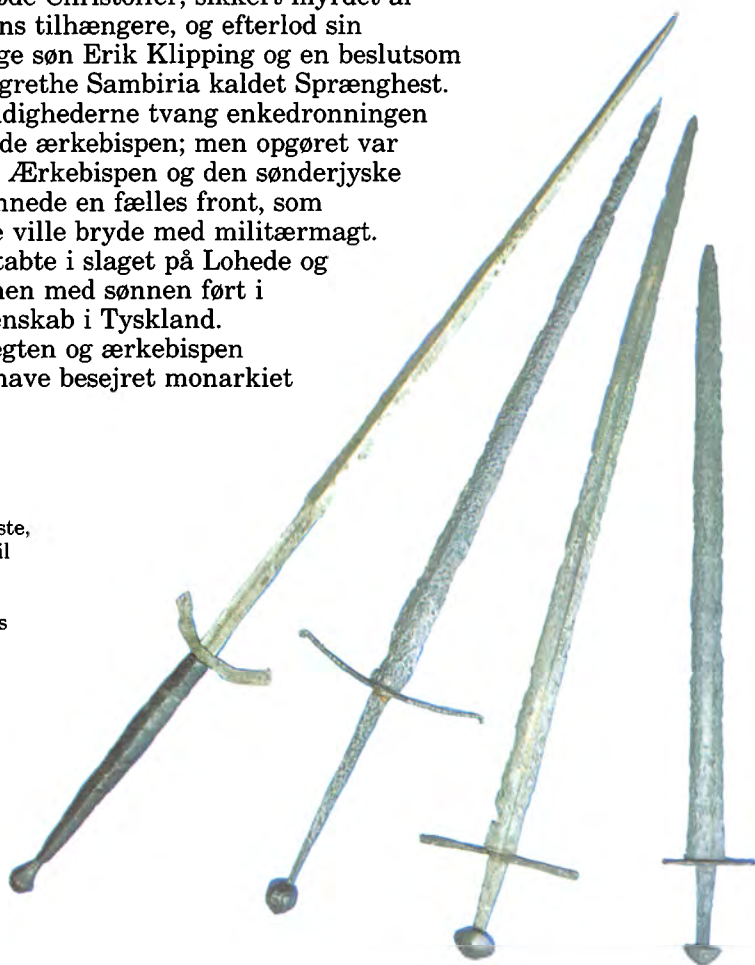 øde Christoffer, sikkert myrdet af
ns tilhængere, og efterlod sin
ge søn Erik Klipping og en beslutsom
grethe Sambiria kaldet Sprænghest.
dighederne tvang enkedronningen
de ærkebispen; men opgøret var
Ærkebispen og den sønderjyske
nnede en fælles front, som
e ville bryde med militærmagt.
tabte i slaget på Lohede og
nen med sønnen ført i
enskab i Tyskland.
egten og ærkebispen
have besejret monarkiet
ste,
il
s